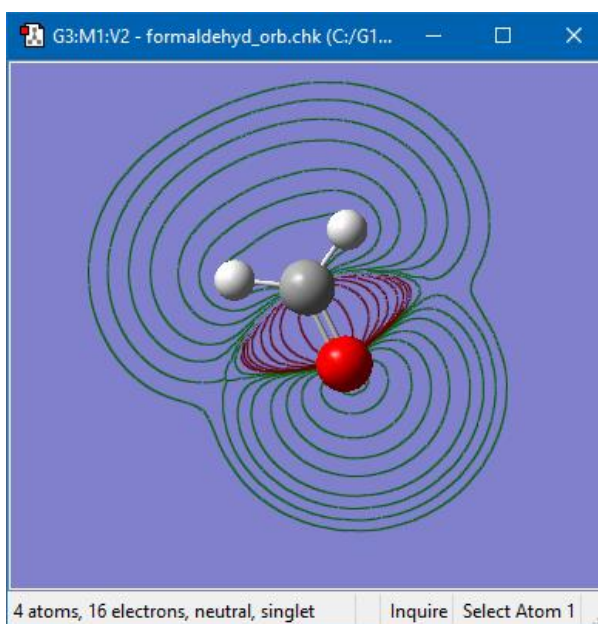 G3:M1:V2 - formaldehyd_orb.chk (C:/G1...
4 atoms, 16 electrons, neutral, singlet Inquire Select Atom 1